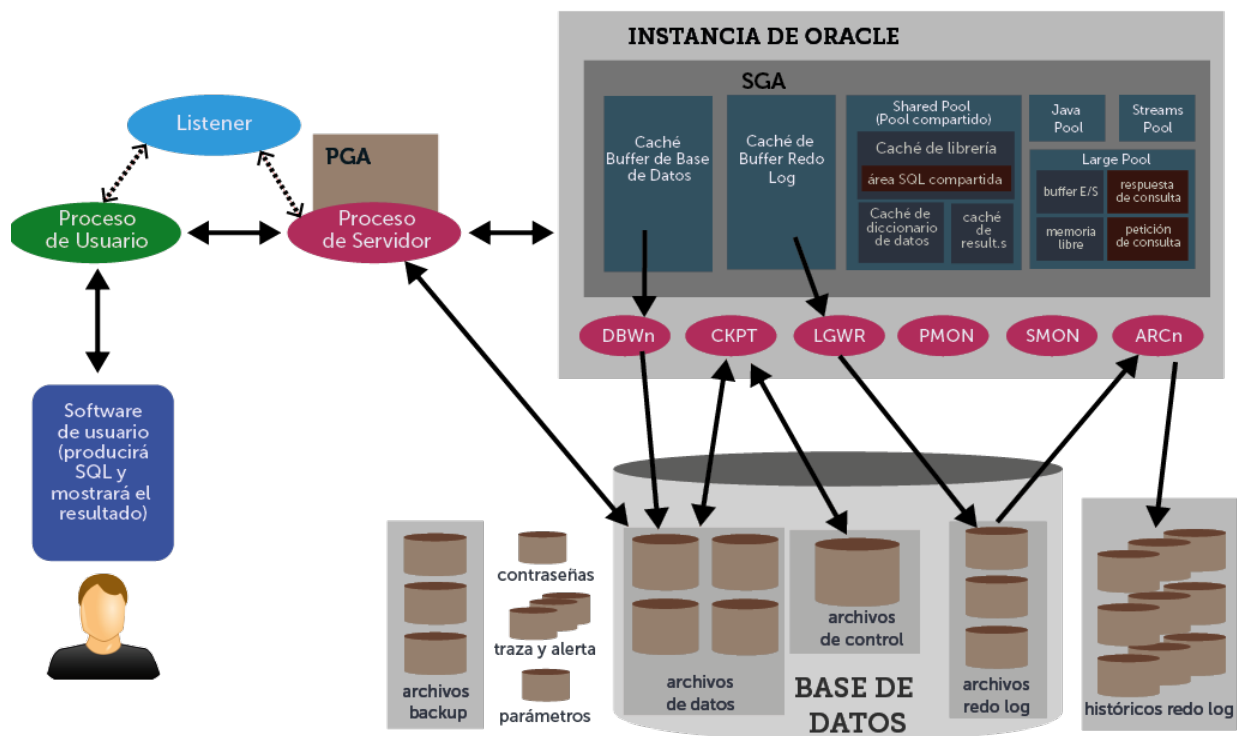 INSTANCIA DE ORACLE
SGA
Listener
PGA
Proceso
de Usuario
Proceso
de Servidor
Caché
Buffer de Base
de Datos
Caché de
Buffer Redo
Log
Shared Pool
(Pool compartido)
Caché de librería
área SQL compartida
Caché de
diccionario
de datos
caché
de
result.s
Java
Pool
Streams
Pool
Large Pool
buffer E/S
respuesta
de consulta
memoria
libre
petición
de consulta
DBWn
CKPT
LGWR
PMON
SMON
ARCn
Software
de usuario
(producirá
SQL y
mostrará el
resultado)
archivos
backup
contraseñas
traza y alerta
parámetros
archivos
de datos
archivos
de control
BASE DE
DATOS
archivos
redo log
históricos redo log